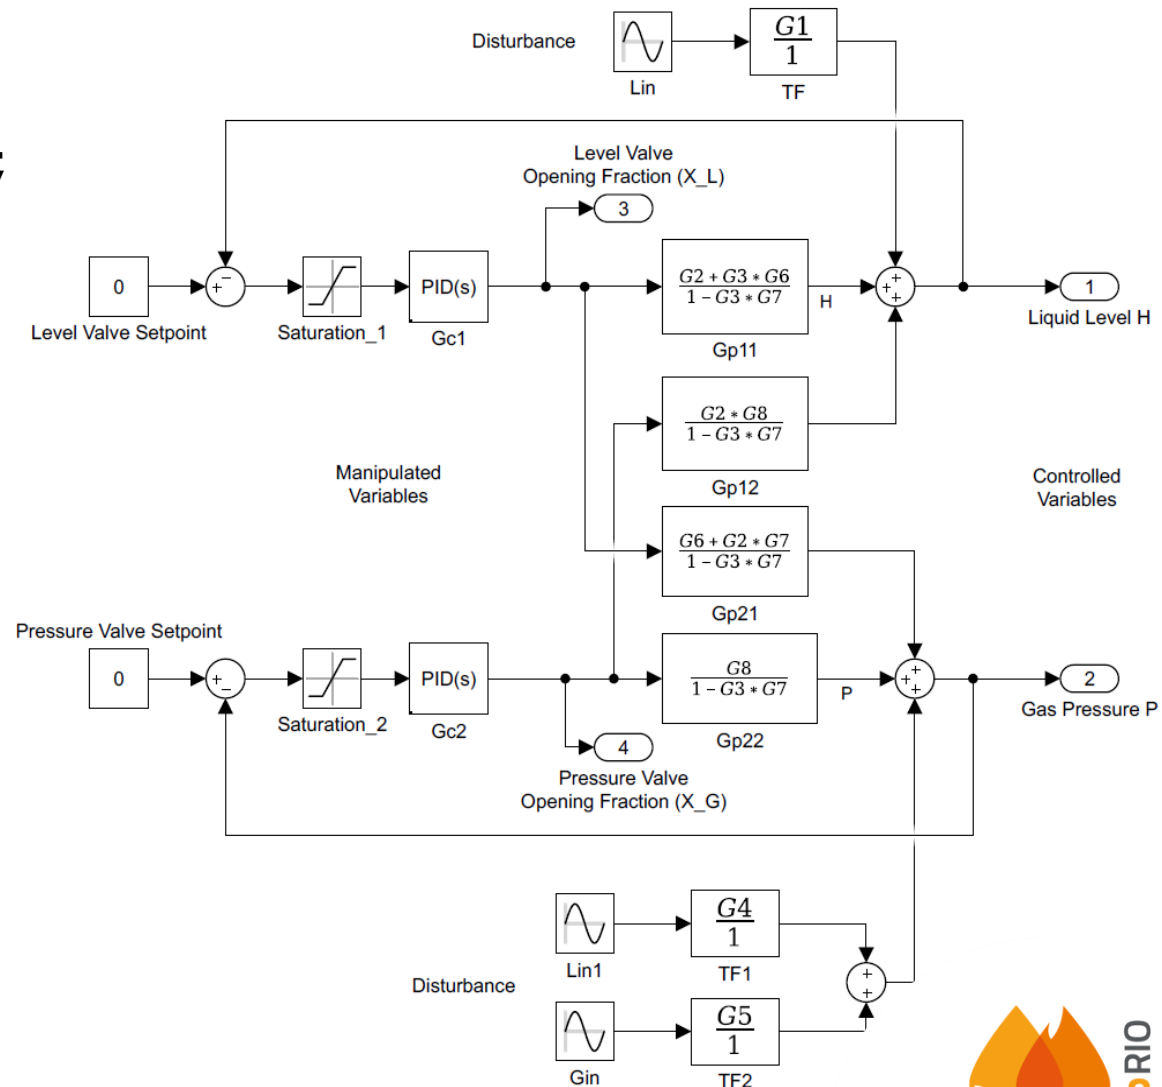 ;
Disturbance
Lin
G1
1
TF
Level Valve
Opening Fraction (X_L)
3
0
Level Valve Setpoint
+ −
Saturation_1
PID(s)
Gc1
G2 + G3 * G6
1 − G3 * G7
Gp11
H
+
+
+
1
Liquid Level H
G2 * G8
1 − G3 * G7
Gp12
Manipulated
Variables
Controlled
Variables
G6 + G2 * G7
1 − G3 * G7
Gp21
Pressure Valve Setpoint
0
+ −
Saturation_2
PID(s)
Gc2
G8
1 − G3 * G7
Gp22
P
+
+
+
2
Gas Pressure P
4
Pressure Valve
Opening Fraction (X_G)
Lin1
G4
1
TF1
+
+
Disturbance
Gin
G5
1
TF2
RIO